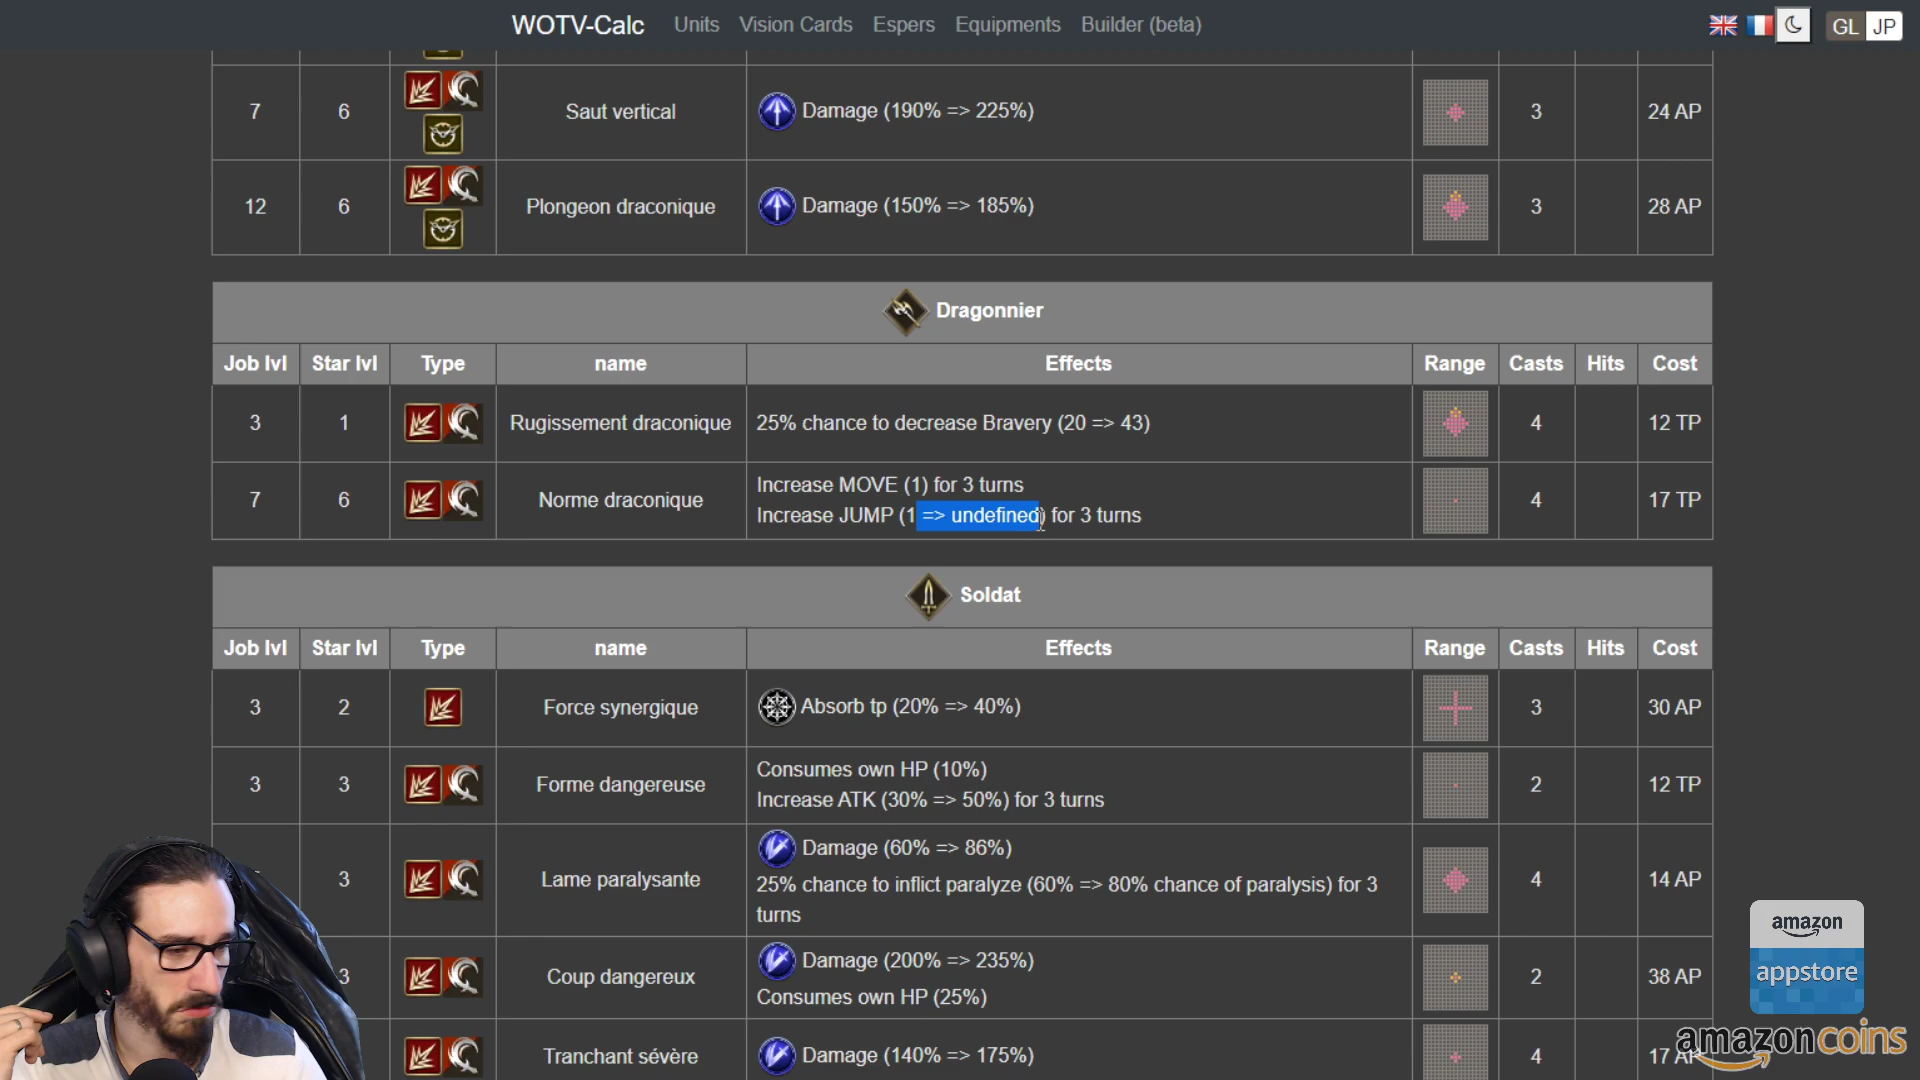 WOTV-Calc Units Vision Cards Espers Equipments Builder (beta) GL JP
7 6 Saut vertical Damage (190% => 225%) 3 24 AP
12 6 Plongeon draconique Damage (150% => 185%) 3 28 AP
Dragonnier
Job lvl Star lvl Type name Effects Range Casts Hits Cost
3 1 Rugissement draconique 25% chance to decrease Bravery (20 => 43) 4 12 TP
7 6 Norme draconique Increase MOVE (1) for 3 turns 4 17 TP
Increase JUMP (1 => undefined) for 3 turns
Soldat
Job lvl Star lvl Type name Effects Range Casts Hits Cost
3 2 Force synergique Absorb tp (20% => 40%) 3 30 AP
3 3 Forme dangereuse Consumes own HP (10%) 2 12 TP
Increase ATK (30% => 50%) for 3 turns
3 Lame paralysante Damage (60% => 86%) 4 14 AP
25% chance to inflict paralyze (60% => 80% chance of paralysis) for 3
turns
3 Coup dangereux Damage (200% => 235%) 2 38 AP
Consumes own HP (25%)
Tranchant sévère Damage (140% => 175%) 4 17 AP
amazon
appstore
amazoncoins